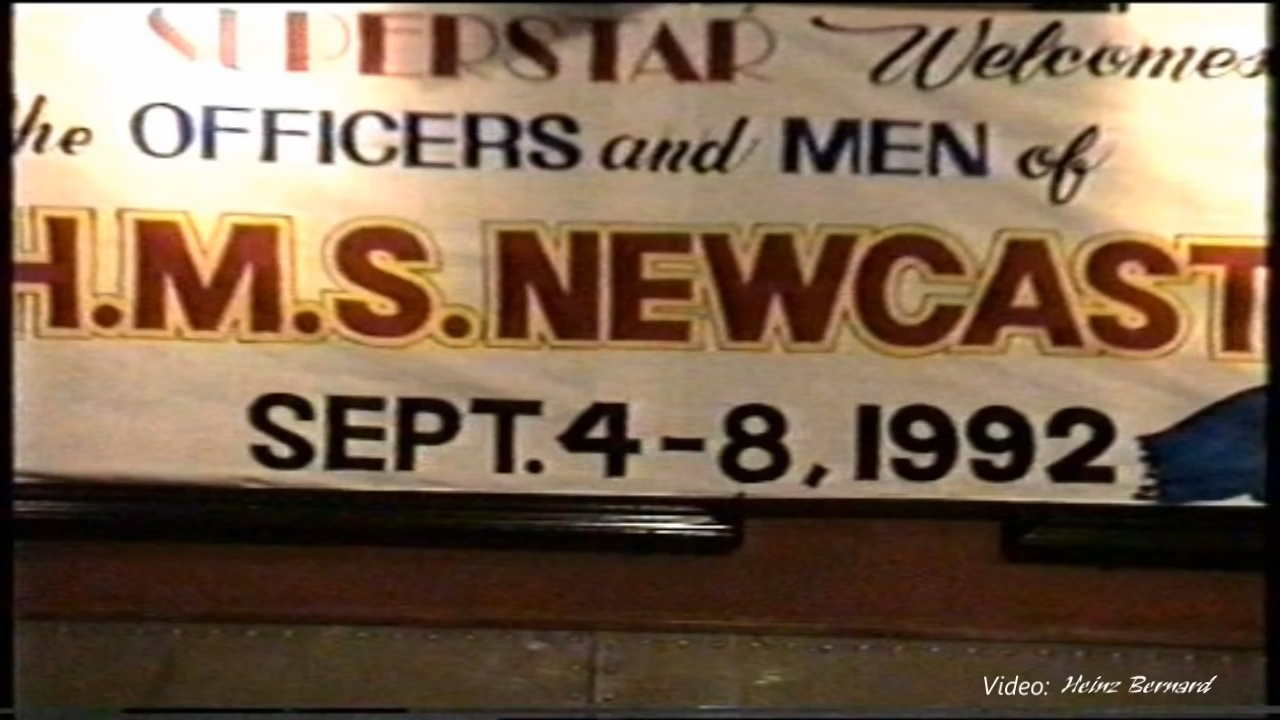 SUPERSTAR Welcomes
the OFFICERS and MEN of
H.M.S. NEWCAST
SEPT. 4-8, 1992
Video: Heinz Bernard